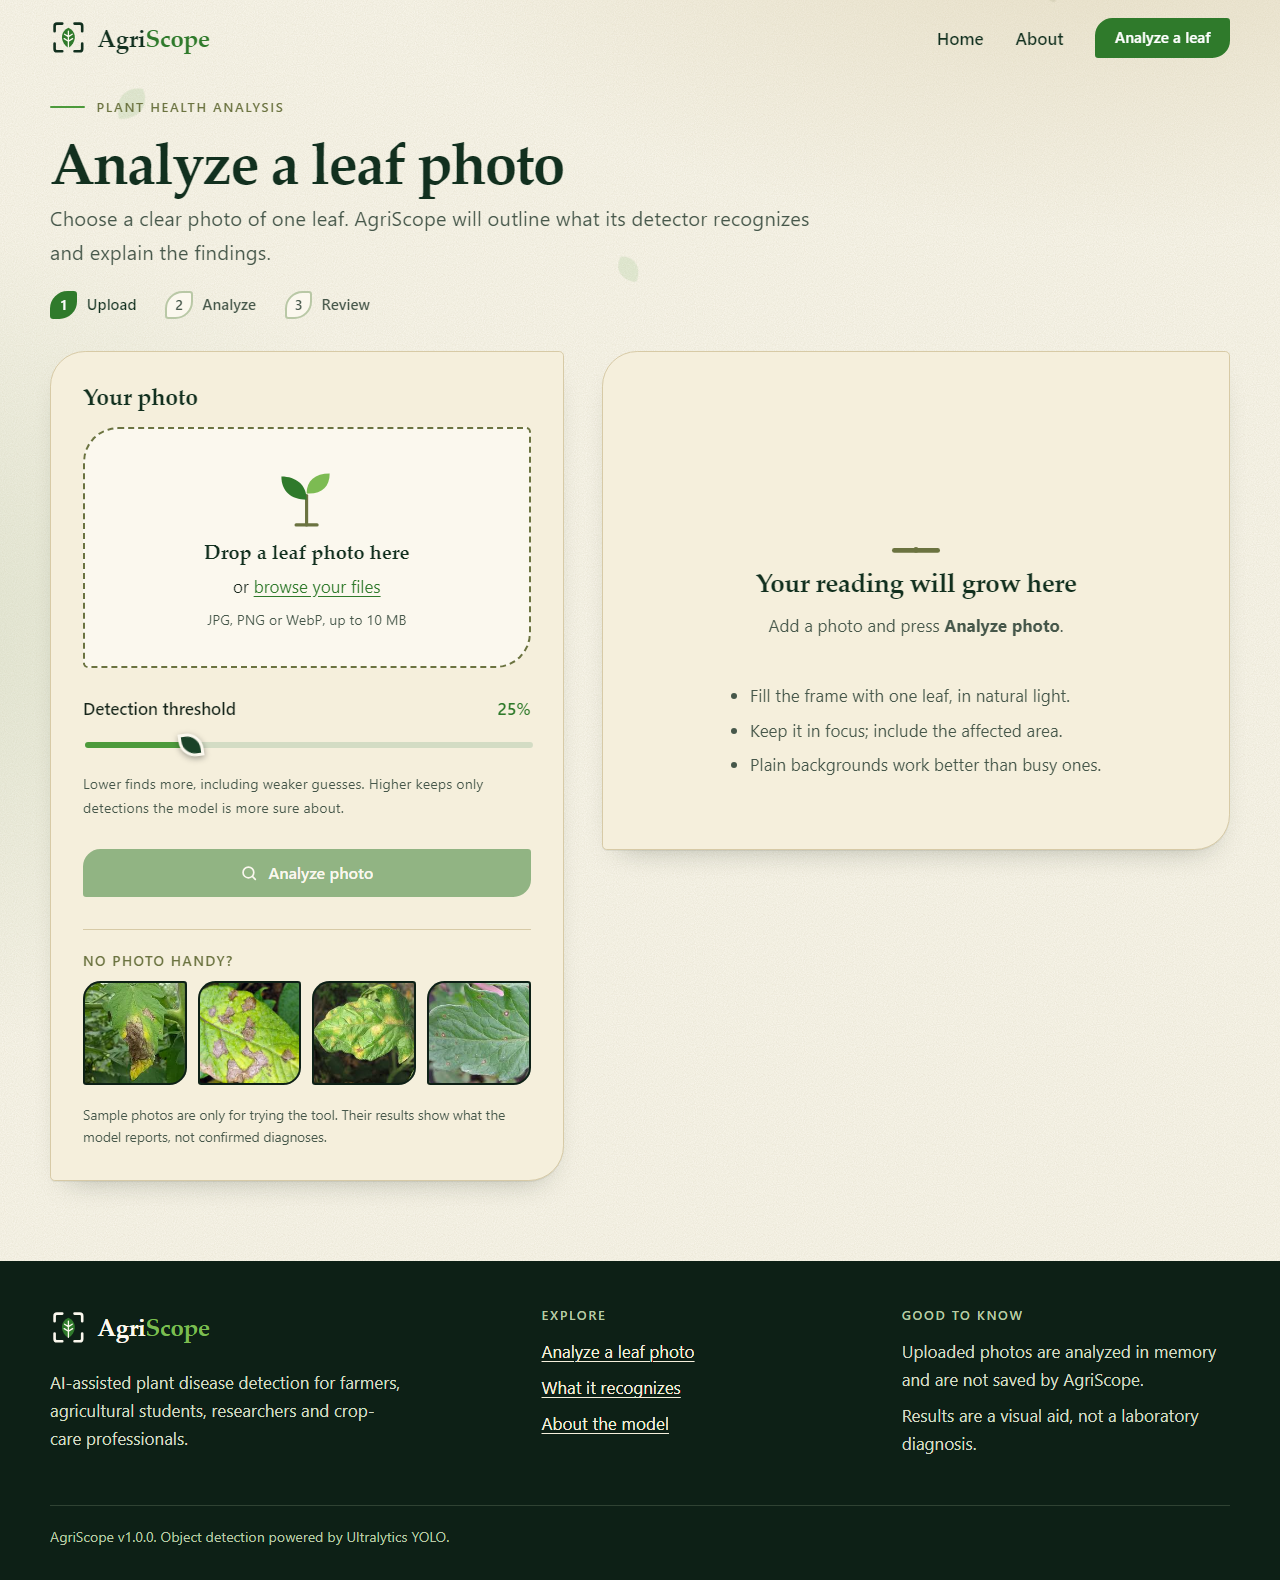 AgriScope
Home
About
Analyze a leaf
PLANT HEALTH ANALYSIS
Analyze a leaf photo
Choose a clear photo of one leaf. AgriScope will outline what its detector recognizes
and explain the findings.
1 Upload
2 Analyze
3 Review
Your photo
Drop a leaf photo here
or browse your files
JPG, PNG or WebP, up to 10 MB
Detection threshold 25%
Lower finds more, including weaker guesses. Higher keeps only
detections the model is more sure about.
Analyze photo
NO PHOTO HANDY?
Sample photos are only for trying the tool. Their results show what the
model reports, not confirmed diagnoses.
Your reading will grow here
Add a photo and press Analyze photo.
Fill the frame with one leaf, in natural light.
Keep it in focus; include the affected area.
Plain backgrounds work better than busy ones.
AgriScope
AI-assisted plant disease detection for farmers,
agricultural students, researchers and crop-
care professionals.
EXPLORE
Analyze a leaf photo
What it recognizes
About the model
GOOD TO KNOW
Uploaded photos are analyzed in memory
and are not saved by AgriScope.
Results are a visual aid, not a laboratory
diagnosis.
AgriScope v1.0.0. Object detection powered by Ultralytics YOLO.